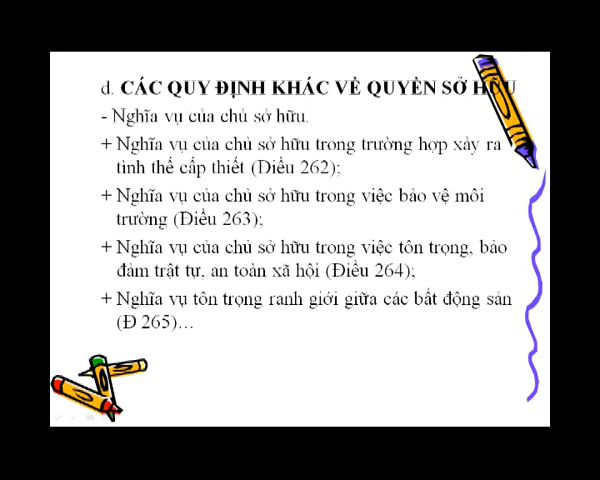 d. CÁC QUY ĐỊNH KHÁC VỀ QUYỀN SỞ HỮU
- Nghĩa vụ của chủ sở hữu.
+ Nghĩa vụ của chủ sở hữu trong trường hợp xảy ra
tình thế cấp thiết (Điều 262);
+ Nghĩa vụ của chủ sở hữu trong việc bảo vệ môi
trường (Điều 263);
+ Nghĩa vụ của chủ sở hữu trong việc tôn trọng, bảo
đảm trật tự, an toàn xã hội (Điều 264);
+ Nghĩa vụ tôn trọng ranh giới giữa các bất động sản
(Đ 265)…